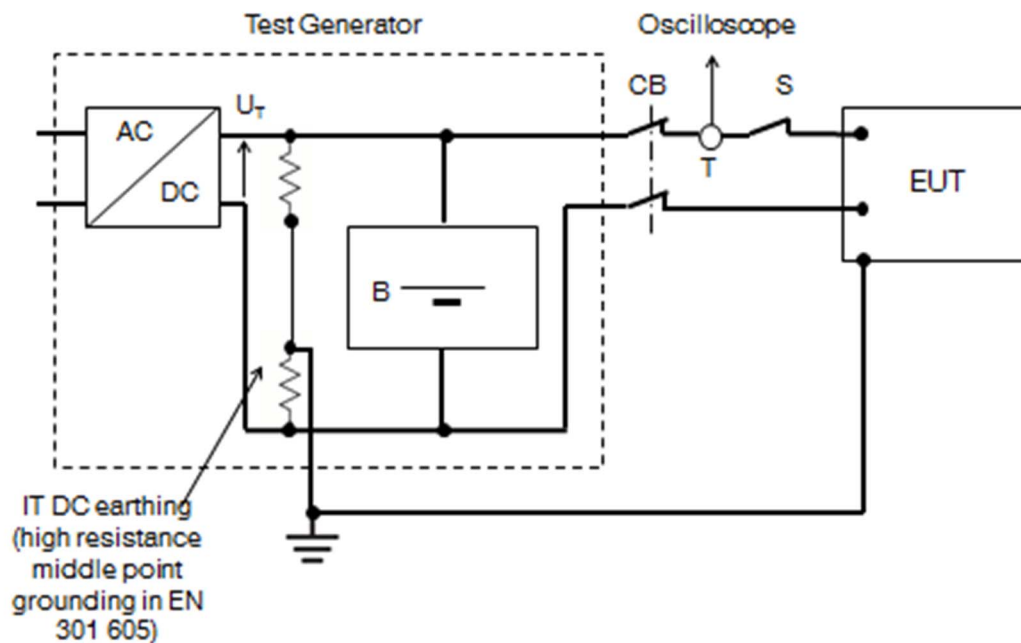 Test Generator
Oscilloscope
AC
DC
U_T
CB
S
T
EUT
B
IT DC earthing
(high resistance
middle point
grounding in EN
301 605)